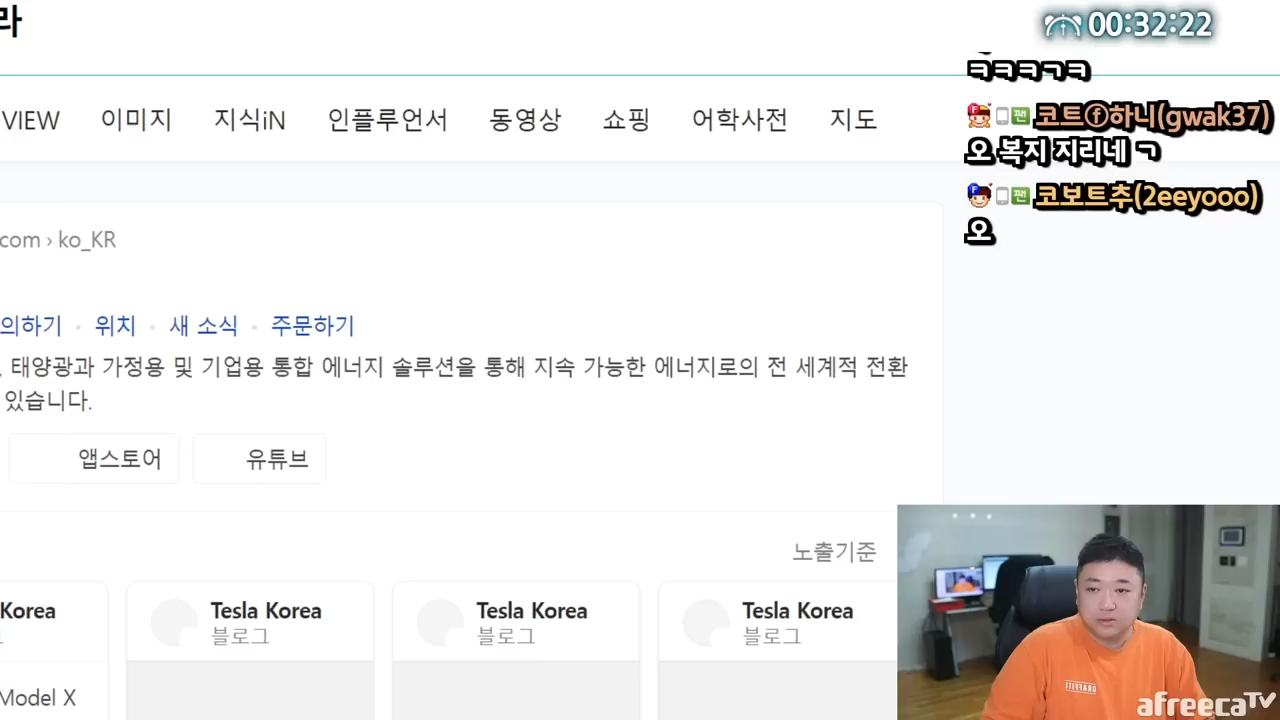 라
00:32:22
ㅋㅋㅋㄱㅋ
VIEW 이미지 지식iN 인플루언서 동영상 쇼핑 어학사전 지도
코트ⓕ하니(gwak37)
오 복지 지리네 ㄱ
코보트추(2eeyooo)
오
com › ko_KR
의하기 · 위치 · 새 소식 · 주문하기
, 태양광과 가정용 및 기업용 통합 에너지 솔루션을 통해 지속 가능한 에너지로의 전 세계적 전환
있습니다.
앱스토어 유튜브
노출기준
Korea
Tesla Korea
블로그
Tesla Korea
블로그
Tesla Korea
블로그
Model X
GRAFFITI
afreecaTV